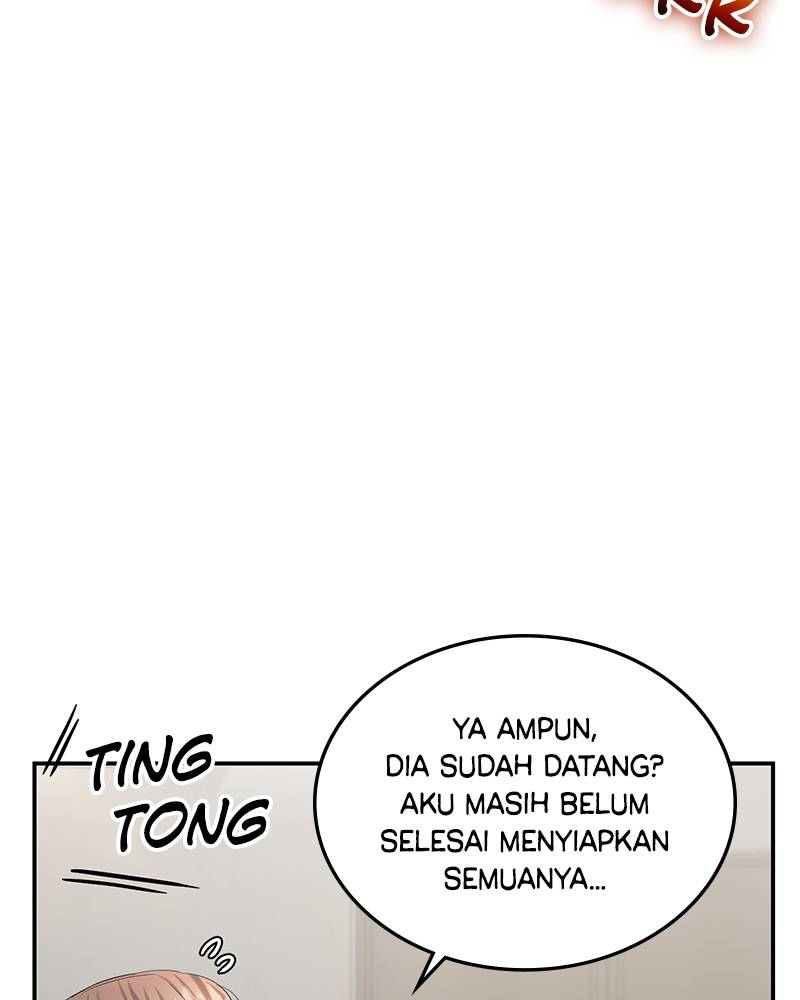 TING
TONG
YA AMPUN,
DIA SUDAH DATANG?
AKU MASIH BELUM
SELESAI MENYIAPKAN
SEMUANYA...